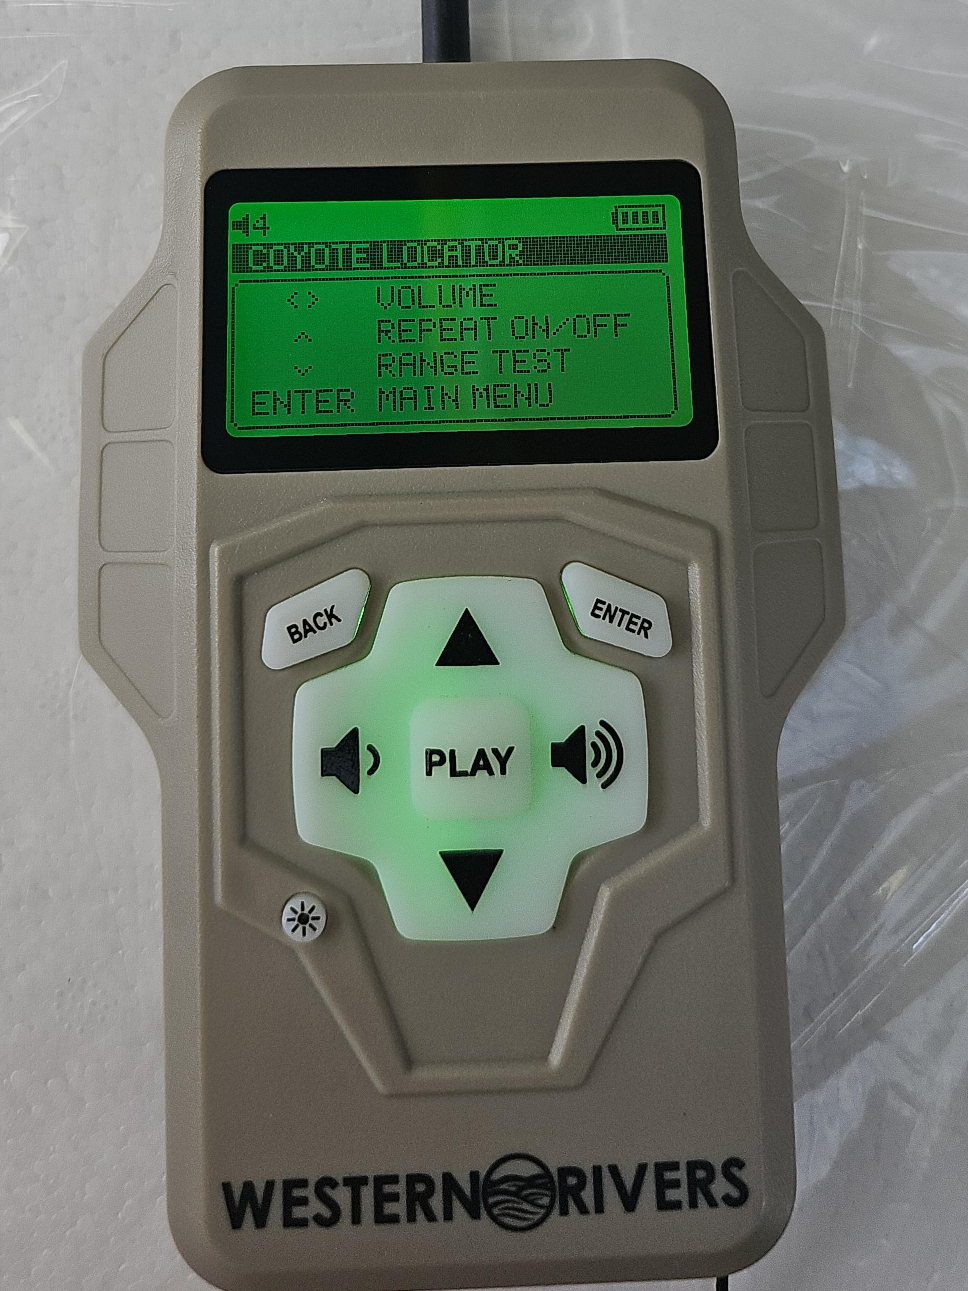 4
COYOTE LOCATOR
<> VOLUME
^ REPEAT ON/OFF
v RANGE TEST
ENTER MAIN MENU
BACK
ENTER
PLAY
WESTERN RIVERS